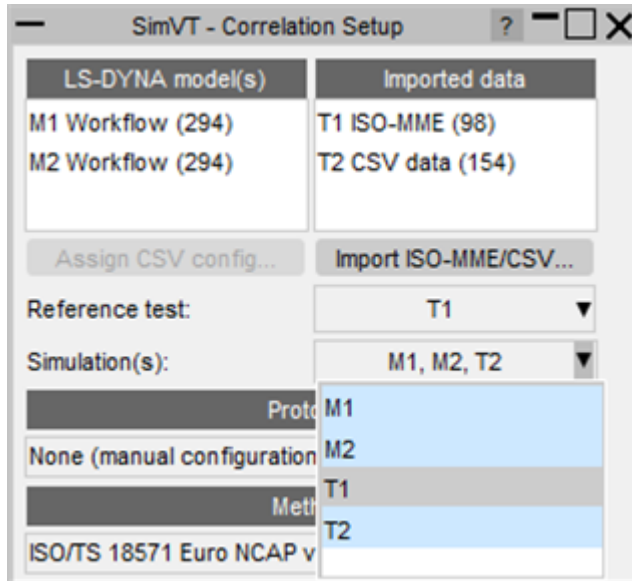 SimVT - Correlation Setup ?
LS-DYNA model(s) Imported data
M1 Workflow (294) T1 ISO-MME (98)
M2 Workflow (294) T2 CSV data (154)
Assign CSV config... Import ISO-MME/CSV...
Reference test: T1
Simulation(s): M1, M2, T2
M1
M2
None (manual configuration
T1
T2
ISO/TS 18571 Euro NCAP v